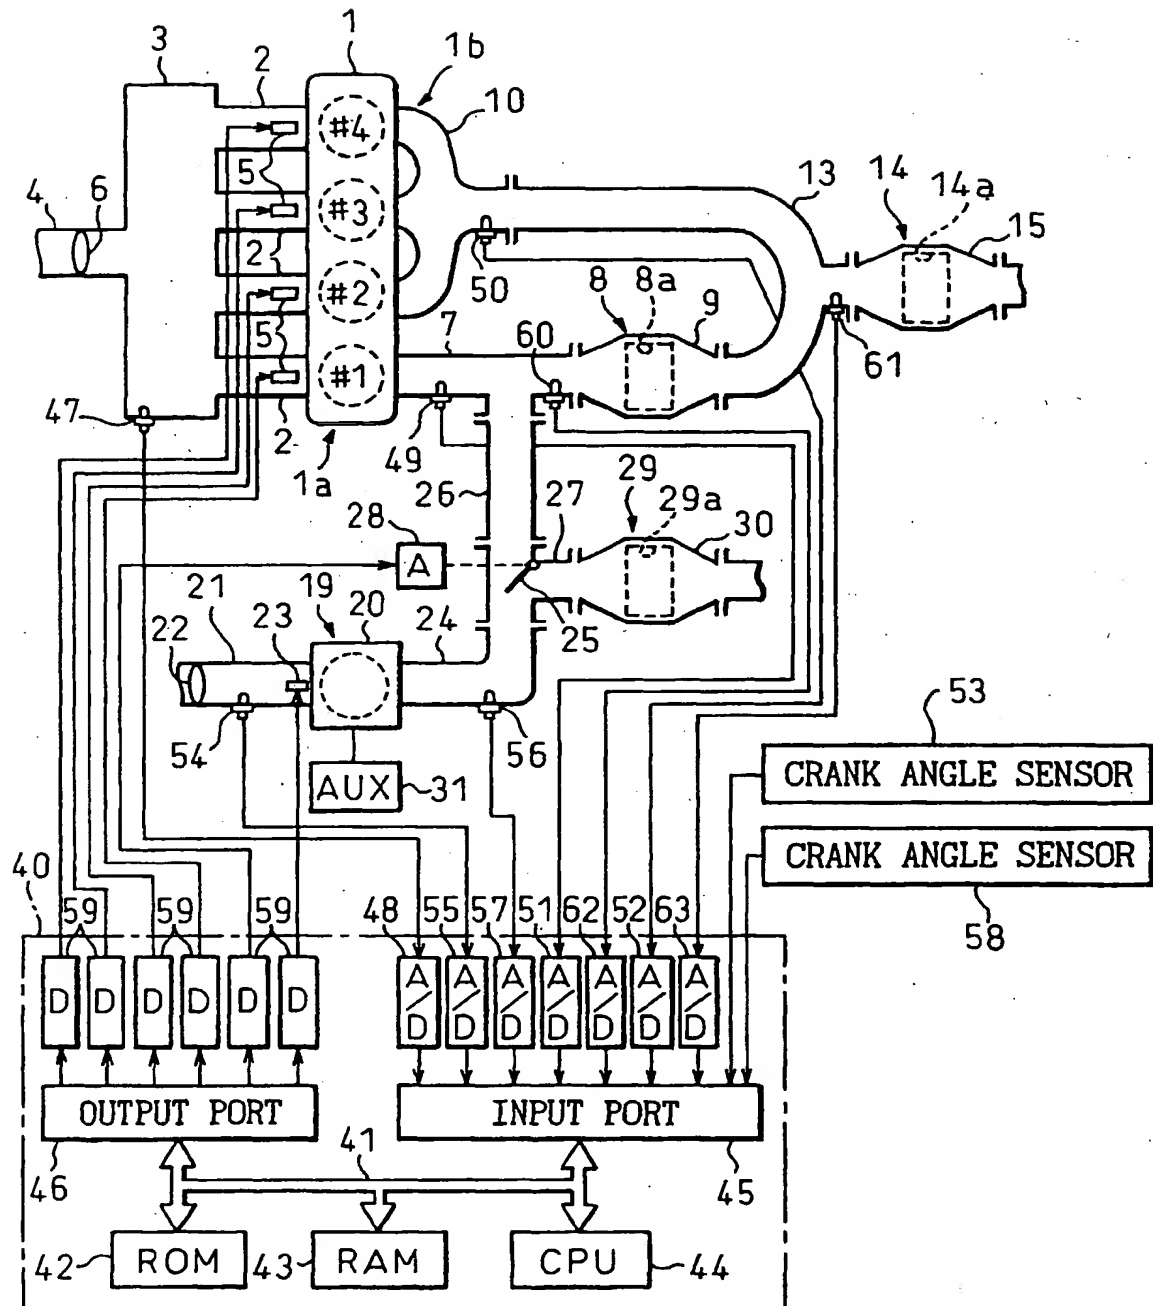 1
3
2
1b
10
#4
13
14
14a
15
5
4
6
#3
2
50
8
8a
9
#2
5
7
60
61
#1
47
2
49
1a
26
28
27
29
29a
30
A
21
19
20
23
24
22
25
54
56
53
AUX
31
CRANK ANGLE SENSOR
CRANK ANGLE SENSOR
58
40
59
59
59
48
55
57
51
62
52
63
D
D
D
D
D
D
A/D
A/D
A/D
A/D
A/D
A/D
A/D
OUTPUT PORT
INPUT PORT
46
41
45
42
ROM
43
RAM
CPU
44